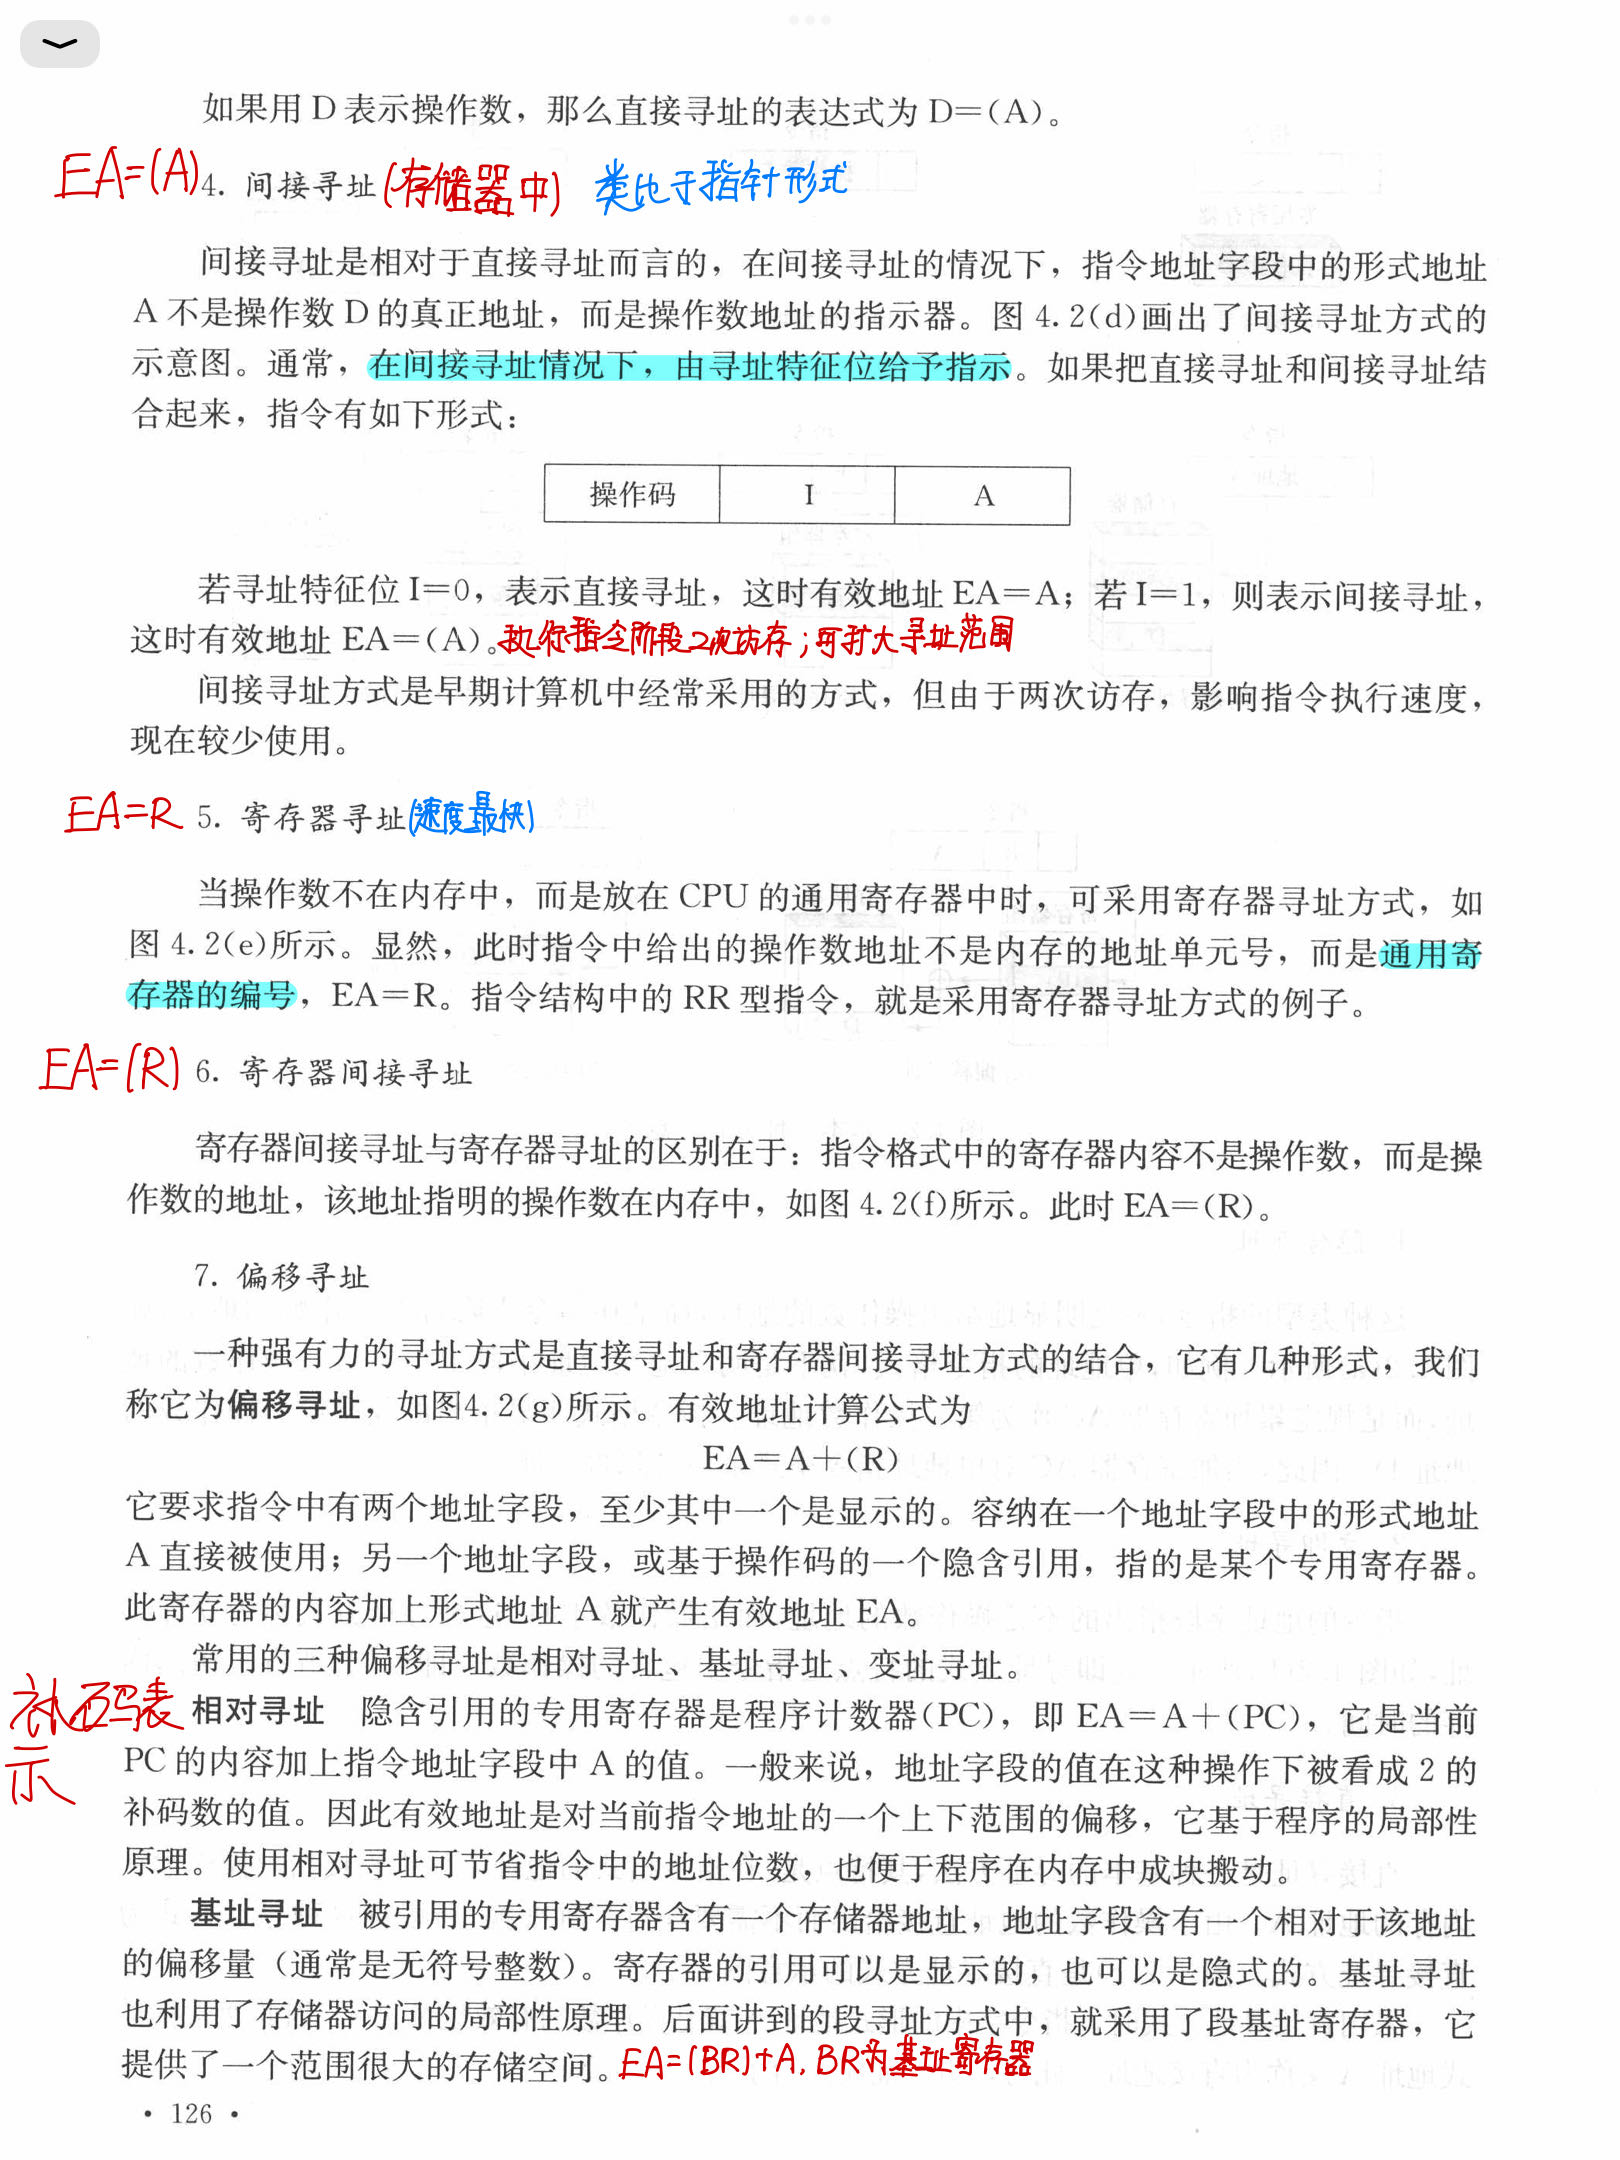 如果用 D 表示操作数，那么直接寻址的表达式为 D=(A)。
EA=(A) 4. 间接寻址(存储器中) 类比于指针形式
间接寻址是相对于直接寻址而言的，在间接寻址的情况下，指令地址字段中的形式地址
A 不是操作数 D 的真正地址，而是操作数地址的指示器。图 4.2(d)画出了间接寻址方式的
示意图。通常，在间接寻址情况下，由寻址特征位给予指示。如果把直接寻址和间接寻址结
合起来，指令有如下形式：
操作码 I A
若寻址特征位 I=0，表示直接寻址，这时有效地址 EA=A；若 I=1，则表示间接寻址，
这时有效地址 EA=(A)。执行指令阶段2次访存；可扩大寻址范围
间接寻址方式是早期计算机中经常采用的方式，但由于两次访存，影响指令执行速度，
现在较少使用。
EA=R 5. 寄存器寻址(速度最快)
当操作数不在内存中，而是放在 CPU 的通用寄存器中时，可采用寄存器寻址方式，如
图 4.2(e)所示。显然，此时指令中给出的操作数地址不是内存的地址单元号，而是通用寄
存器的编号，EA=R。指令结构中的 RR 型指令，就是采用寄存器寻址方式的例子。
EA=(R) 6. 寄存器间接寻址
寄存器间接寻址与寄存器寻址的区别在于：指令格式中的寄存器内容不是操作数，而是操
作数的地址，该地址指明的操作数在内存中，如图 4.2(f)所示。此时 EA=(R)。
7. 偏移寻址
一种强有力的寻址方式是直接寻址和寄存器间接寻址方式的结合，它有几种形式，我们
称它为偏移寻址，如图4.2(g)所示。有效地址计算公式为
EA=A+(R)
它要求指令中有两个地址字段，至少其中一个是显示的。容纳在一个地址字段中的形式地址
A 直接被使用；另一个地址字段，或基于操作码的一个隐含引用，指的是某个专用寄存器。
此寄存器的内容加上形式地址 A 就产生有效地址 EA。
常用的三种偏移寻址是相对寻址、基址寻址、变址寻址。
补码表示
相对寻址 隐含引用的专用寄存器是程序计数器(PC)，即 EA=A+(PC)，它是当前
PC 的内容加上指令地址字段中 A 的值。一般来说，地址字段的值在这种操作下被看成 2 的
补码数的值。因此有效地址是对当前指令地址的一个上下范围的偏移，它基于程序的局部性
原理。使用相对寻址可节省指令中的地址位数，也便于程序在内存中成块搬动。
基址寻址 被引用的专用寄存器含有一个存储器地址，地址字段含有一个相对于该地址
的偏移量（通常是无符号整数）。寄存器的引用可以是显示的，也可以是隐式的。基址寻址
也利用了存储器访问的局部性原理。后面讲到的段寻址方式中，就采用了段基址寄存器，它
提供了一个范围很大的存储空间。EA=(BR)+A, BR为基址寄存器
• 126 •